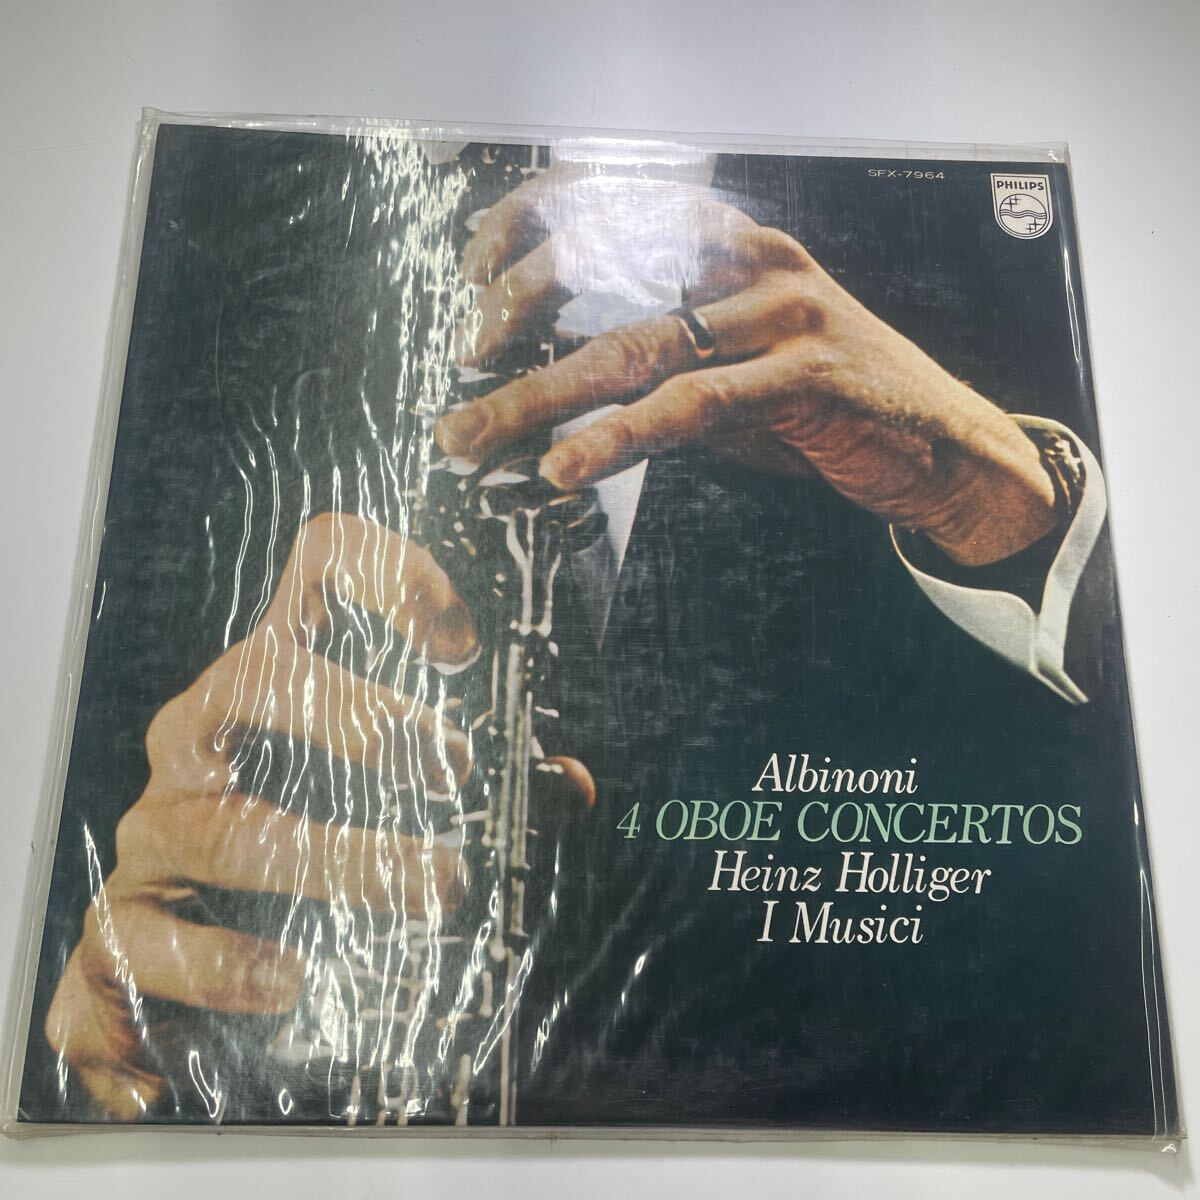 SFX-7964
PHILIPS
Albinoni
4 OBOE CONCERTOS
Heinz Holliger
I Musici